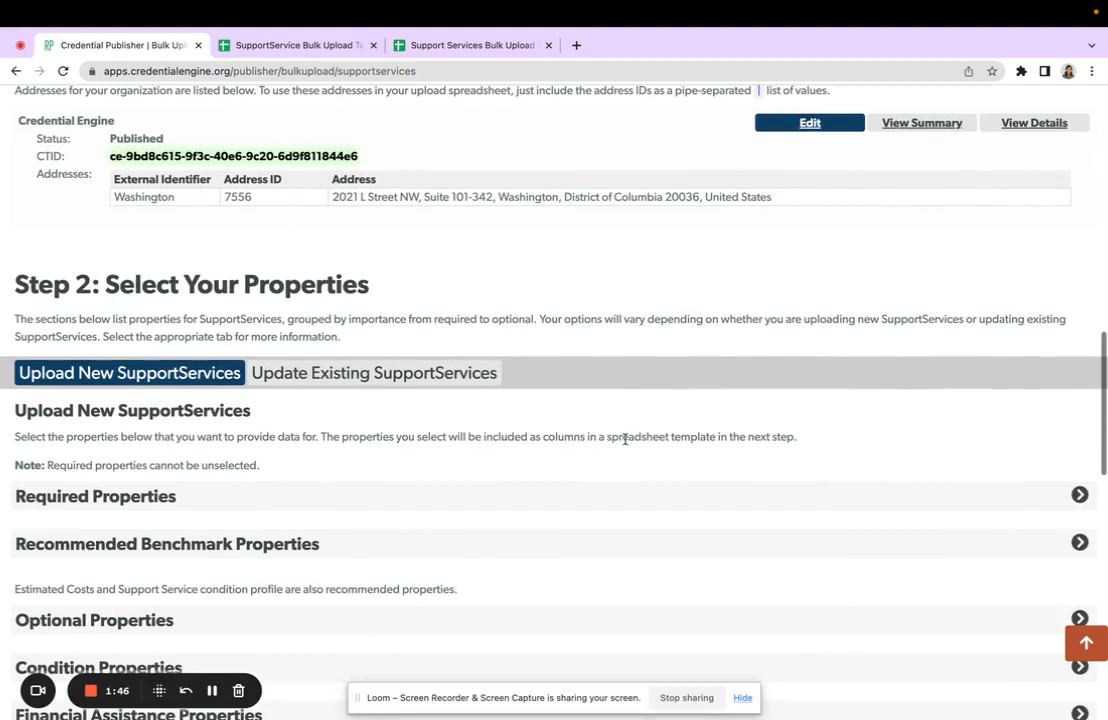 Credential Publisher | Bulk Upl
SupportService Bulk Upload T
Support Services Bulk Upload
apps.credentialengine.org/publisher/bulkupload/supportservices
Addresses for your organization are listed below. To use these addresses in your upload spreadsheet, just include the address IDs as a pipe-separated | list of values.
Credential Engine
Edit
View Summary
View Details
Status: Published
CTID: ce-9bd8c615-9f3c-40e6-9c20-6d9f811844e6
Addresses:
External Identifier Address ID Address
Washington 7556 2021 L Street NW, Suite 101-342, Washington, District of Columbia 20036, United States
Step 2: Select Your Properties
The sections below list properties for SupportServices, grouped by importance from required to optional. Your options will vary depending on whether you are uploading new SupportServices or updating existing
SupportServices. Select the appropriate tab for more information.
Upload New SupportServices Update Existing SupportServices
Upload New SupportServices
Select the properties below that you want to provide data for. The properties you select will be included as columns in a spreadsheet template in the next step.
Note: Required properties cannot be unselected.
Required Properties
Recommended Benchmark Properties
Estimated Costs and Support Service condition profile are also recommended properties.
Optional Properties
Condition Properties
1:46
Loom – Screen Recorder & Screen Capture is sharing your screen. Stop sharing Hide
Financial Assistance Properties